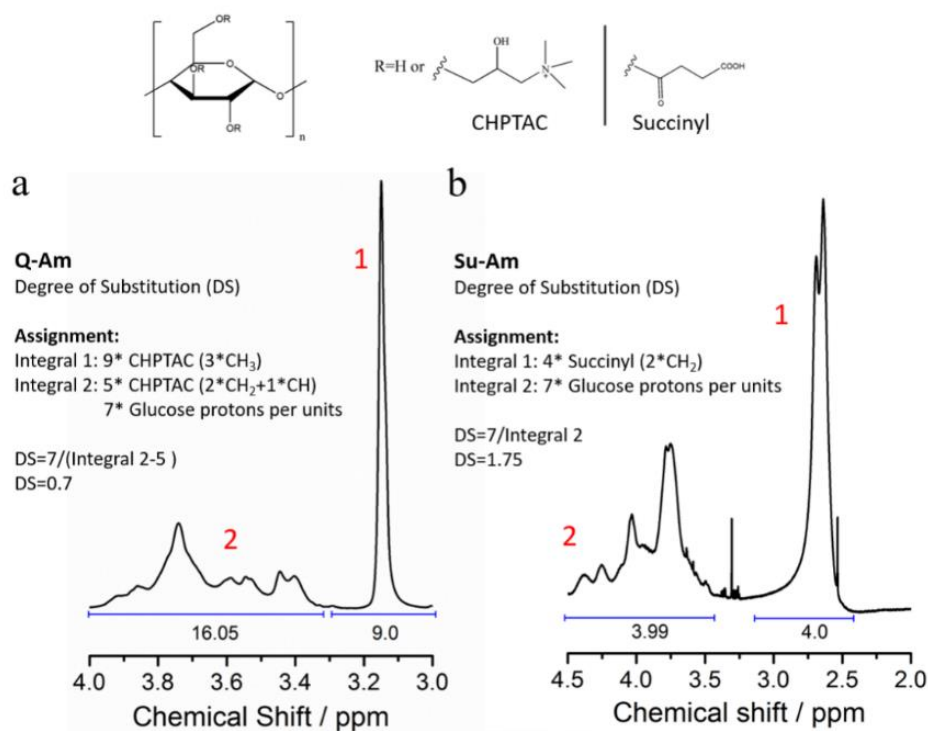 OR
OR
O
O
OR
n
R=H or
OH
N+
CHPTAC
O
COOH
Succinyl
a
Q-Am
Degree of Substitution (DS)
Assignment:
Integral 1: 9* CHPTAC (3*CH₃)
Integral 2: 5* CHPTAC (2*CH₂+1*CH)
7* Glucose protons per units
DS=7/(Integral 2-5 )
DS=0.7
1
2
16.05
9.0
4.0 3.8 3.6 3.4 3.2 3.0
Chemical Shift / ppm
b
Su-Am
Degree of Substitution (DS)
Assignment:
Integral 1: 4* Succinyl (2*CH₂)
Integral 2: 7* Glucose protons per units
DS=7/Integral 2
DS=1.75
1
2
3.99
4.0
4.5 4.0 3.5 3.0 2.5 2.0
Chemical shift / ppm